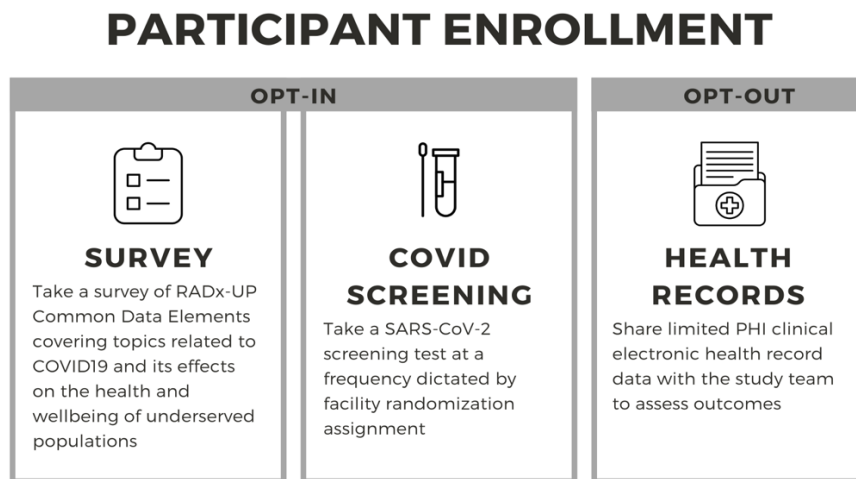 PARTICIPANT ENROLLMENT
OPT-IN
SURVEY
Take a survey of RADx-UP
Common Data Elements
covering topics related to
COVID19 and its effects
on the health and
wellbeing of underserved
populations
COVID
SCREENING
Take a SARS-CoV-2
screening test at a
frequency dictated by
facility randomization
assignment
OPT-OUT
HEALTH
RECORDS
Share limited PHI clinical
electronic health record
data with the study team
to assess outcomes